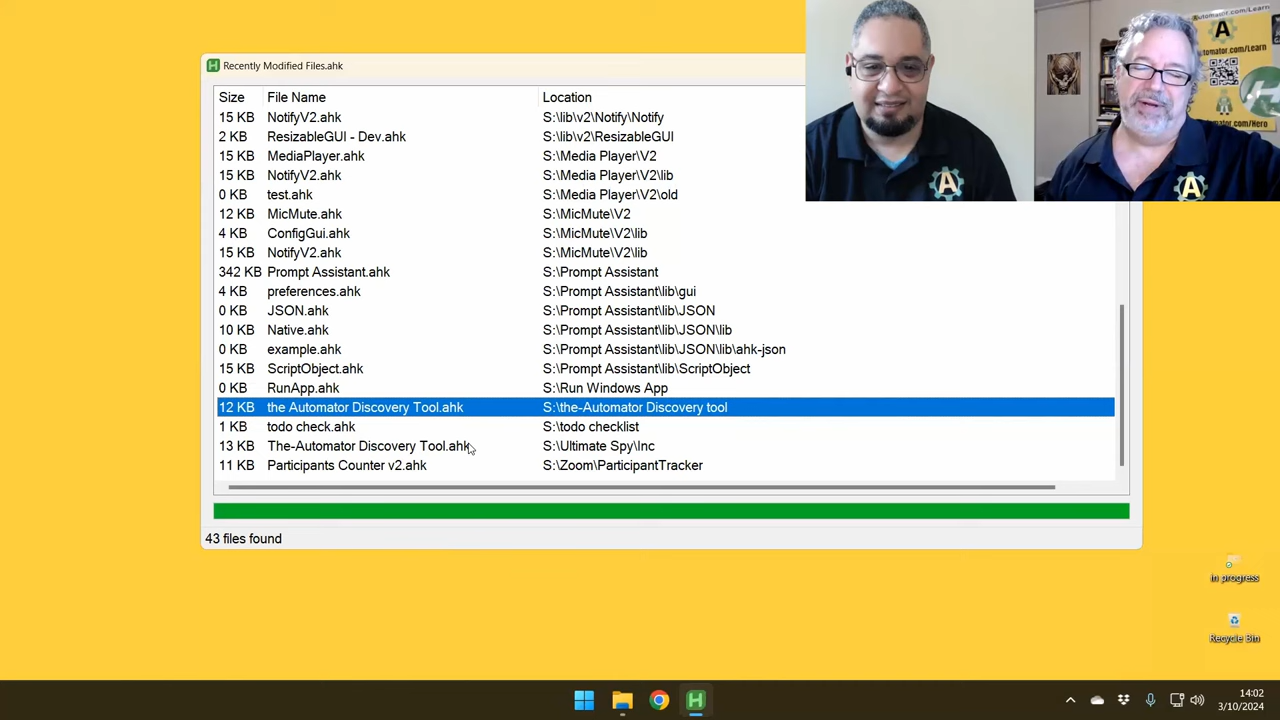 Recently Modified Files.ahk
Size File Name Location
15 KB NotifyV2.ahk S:\lib\v2\Notify\Notify
2 KB ResizableGUI - Dev.ahk S:\lib\v2\ResizableGUI
15 KB MediaPlayer.ahk S:\Media Player\V2
15 KB NotifyV2.ahk S:\Media Player\V2\lib
0 KB test.ahk S:\Media Player\V2\old
12 KB MicMute.ahk S:\MicMute\V2
4 KB ConfigGui.ahk S:\MicMute\V2\lib
15 KB NotifyV2.ahk S:\MicMute\V2\lib
342 KB Prompt Assistant.ahk S:\Prompt Assistant
4 KB preferences.ahk S:\Prompt Assistant\lib\gui
0 KB JSON.ahk S:\Prompt Assistant\lib\JSON
10 KB Native.ahk S:\Prompt Assistant\lib\JSON\lib
0 KB example.ahk S:\Prompt Assistant\lib\JSON\lib\ahk-json
15 KB ScriptObject.ahk S:\Prompt Assistant\lib\ScriptObject
0 KB RunApp.ahk S:\Run Windows App
12 KB the Automator Discovery Tool.ahk S:\the-Automator Discovery tool
1 KB todo check.ahk S:\todo checklist
13 KB The-Automator Discovery Tool.ahk S:\Ultimate Spy\Inc
11 KB Participants Counter v2.ahk S:\Zoom\ParticipantTracker
43 files found
A
A
Automator.com/Learn
A
utomator.com/Learn
H
tomator.com/Hero
In progress
Recycle Bin
H
14:02
3/10/2024